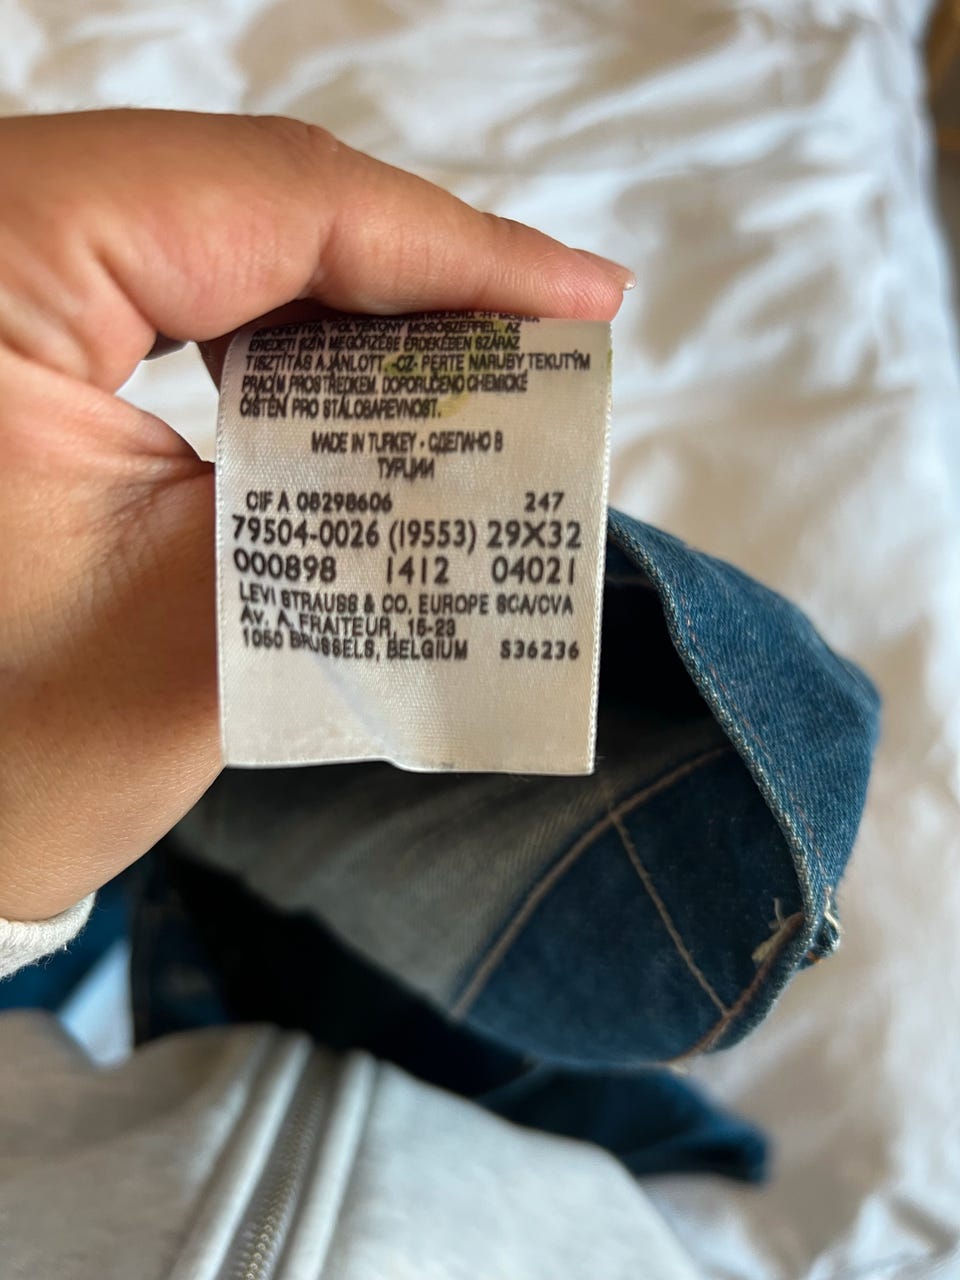 FOLYÉKONY MOSÓSZERREL, AZ
EREDETI SZÍN MEGŐRZÉSE ÉRDEKÉBEN SZÁRAZ
TISZTÍTÁS AJÁNLOTT. -CZ- PERTE NARUBY TEKUTÝM
PRACÍM PROSTŘEDKEM. DOPORUČENO CHEMICKÉ
ČISTĚNÍ PRO STÁLOBAREVNOST.
MADE IN TURKEY - СДЕЛАНО В
ТУРЦИИ
CIF A 08298606 247
79504-0026 (19553) 29X32
000898 1412 04021
LEVI STRAUSS & CO. EUROPE SCA/CVA
AV. A. FRAITEUR, 15-23
1050 BRUSSELS, BELGIUM S36236